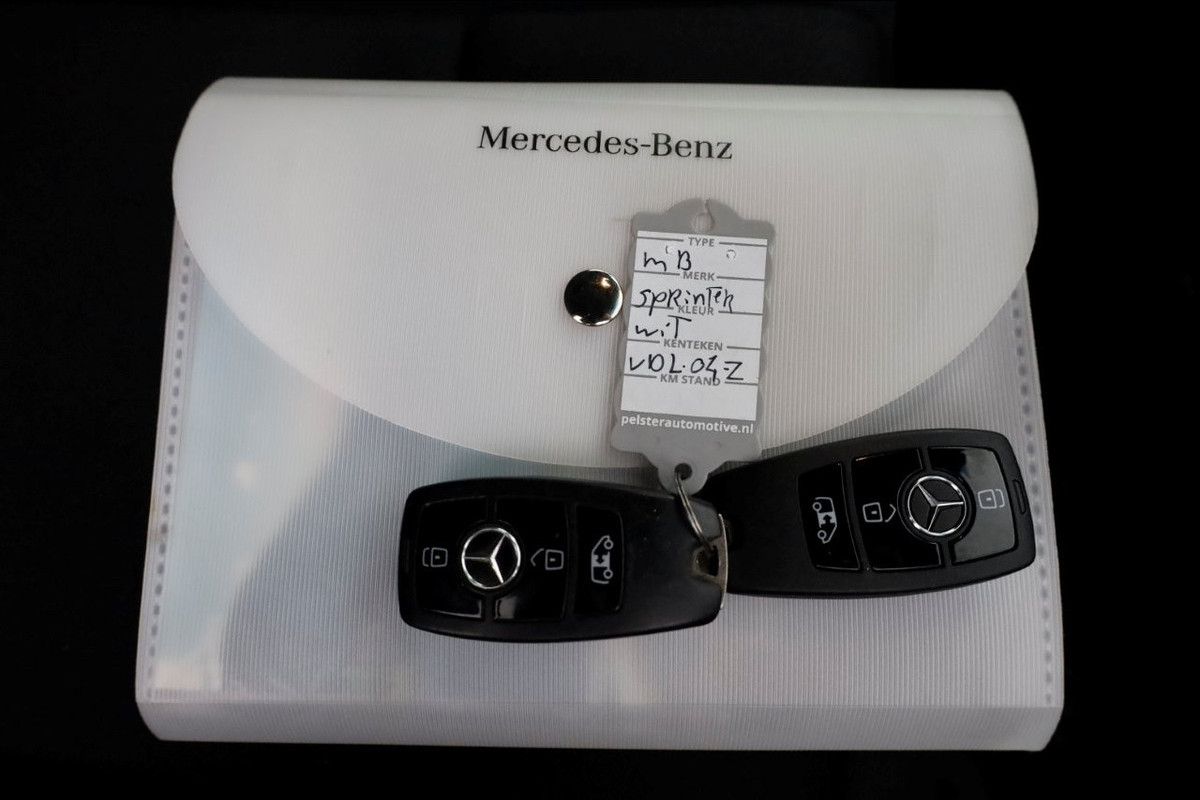 Mercedes-Benz
TYPE
mB
MERK
SPRinTER
KLEUR
wiT
KENTEKEN
VDL-04-Z
KM STAND
pelsterautomotive.nl